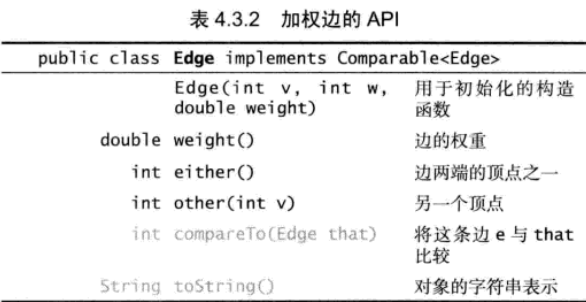 表 4.3.2 加权边的 API
public class Edge implements Comparable<Edge>
Edge(int v, int w, 用于初始化的构造
double weight) 函数
double weight() 边的权重
int either() 边两端的顶点之一
int other(int v) 另一个顶点
int compareTo(Edge that) 将这条边 e 与 that
比较
String toString() 对象的字符串表示